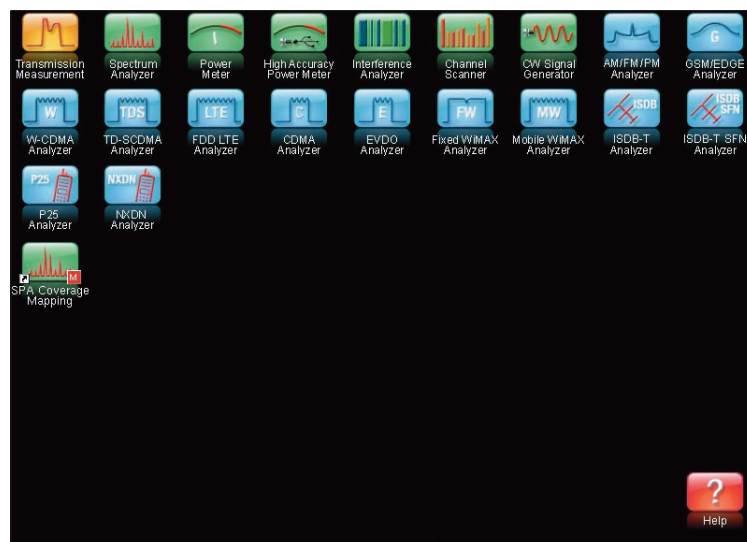 Transmission Measurement
Spectrum Analyzer
Power Meter
High Accuracy Power Meter
Interference Analyzer
Channel Scanner
CW Signal Generator
AM/FM/PM Analyzer
G
GSM/EDGE Analyzer
W
W-CDMA Analyzer
TDS
TD-SCDMA Analyzer
LTE
FDD LTE Analyzer
C
CDMA Analyzer
E
EVDO Analyzer
FW
Fixed WiMAX Analyzer
MW
Mobile WiMAX Analyzer
ISDB
ISDB-T Analyzer
ISDB SFN
ISDB-T SFN Analyzer
P25
P25 Analyzer
NXDN
NXDN Analyzer
M
SPA Coverage Mapping
?
Help